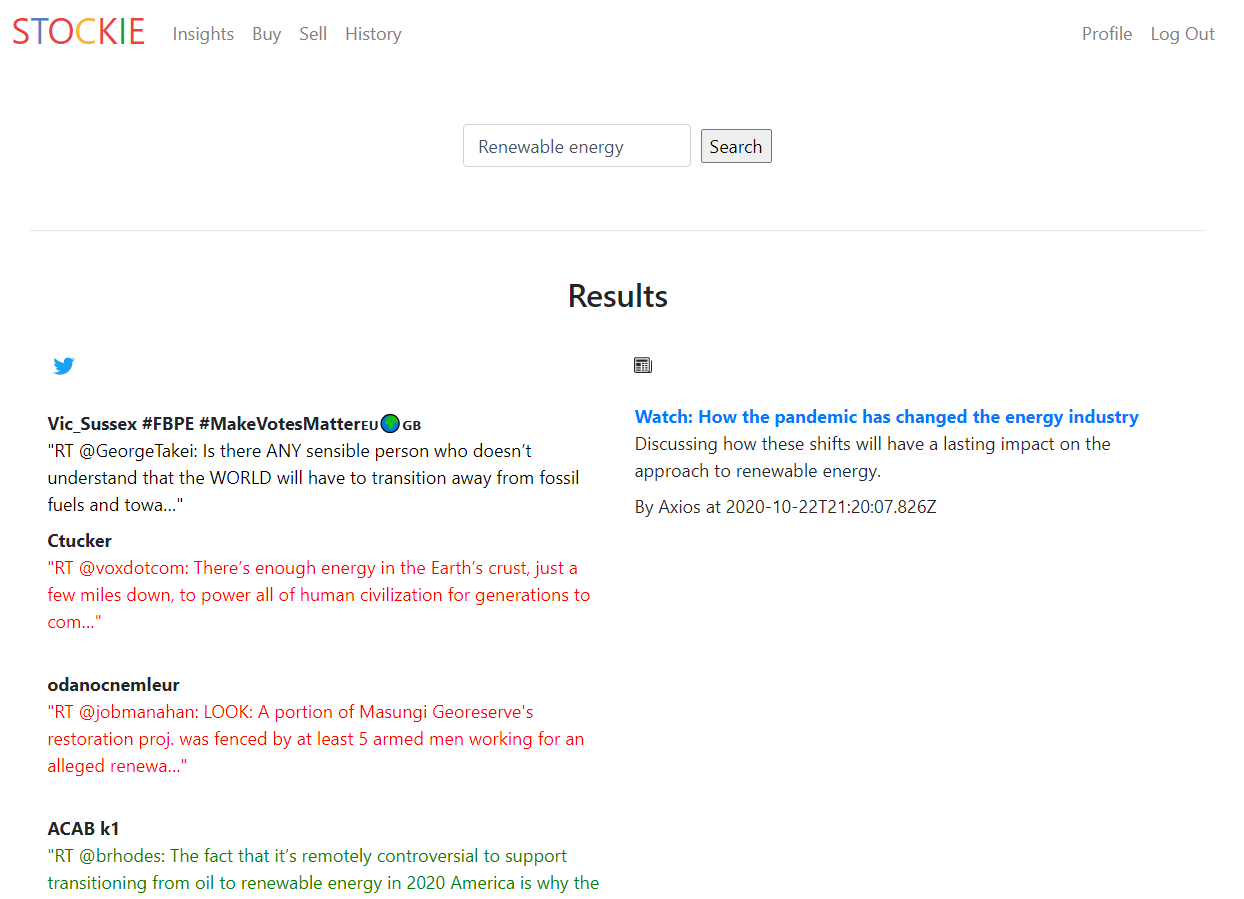 STOCKIE Insights Buy Sell History Profile Log Out
Renewable energy Search
Results
Vic_Sussex #FBPE #MakeVotesMatterEU🌍GB
"RT @GeorgeTakei: Is there ANY sensible person who doesn’t
understand that the WORLD will have to transition away from fossil
fuels and towa…"
Ctucker
"RT @voxdotcom: There’s enough energy in the Earth’s crust, just a
few miles down, to power all of human civilization for generations to
com…"
odanocnemleur
"RT @jobmanahan: LOOK: A portion of Masungi Georeserve's
restoration proj. was fenced by at least 5 armed men working for an
alleged renewa…"
ACAB k1
"RT @brhodes: The fact that it’s remotely controversial to support
transitioning from oil to renewable energy in 2020 America is why the
Watch: How the pandemic has changed the energy industry
Discussing how these shifts will have a lasting impact on the
approach to renewable energy.
By Axios at 2020-10-22T21:20:07.826Z